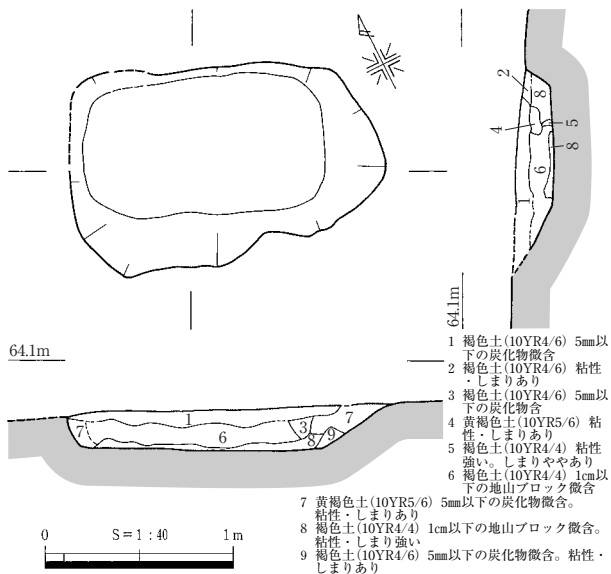 2
8
4
5
8
6
1
64.1m
64.1m
1
7
3
7
6
8
9
1 褐色土(10YR4/6) 5mm以
下の炭化物微含
2 褐色土(10YR4/6) 粘性
・しまりあり
3 褐色土(10YR4/6) 5mm以
下の炭化物含
4 黄褐色土(10YR5/6) 粘
性・しまりあり
5 褐色土(10YR4/4) 粘性
強い。しまりややあり
6 褐色土(10YR4/4) 1cm以
下の地山ブロック微含
7 黄褐色土(10YR5/6) 5mm以下の炭化物微含。
粘性・しまりあり
8 褐色土(10YR4/4) 1cm以下の地山ブロック微含。
粘性・しまり強い
9 褐色土(10YR4/6) 5mm以下の炭化物微含。粘性・
しまりあり
0 S=1:40 1m